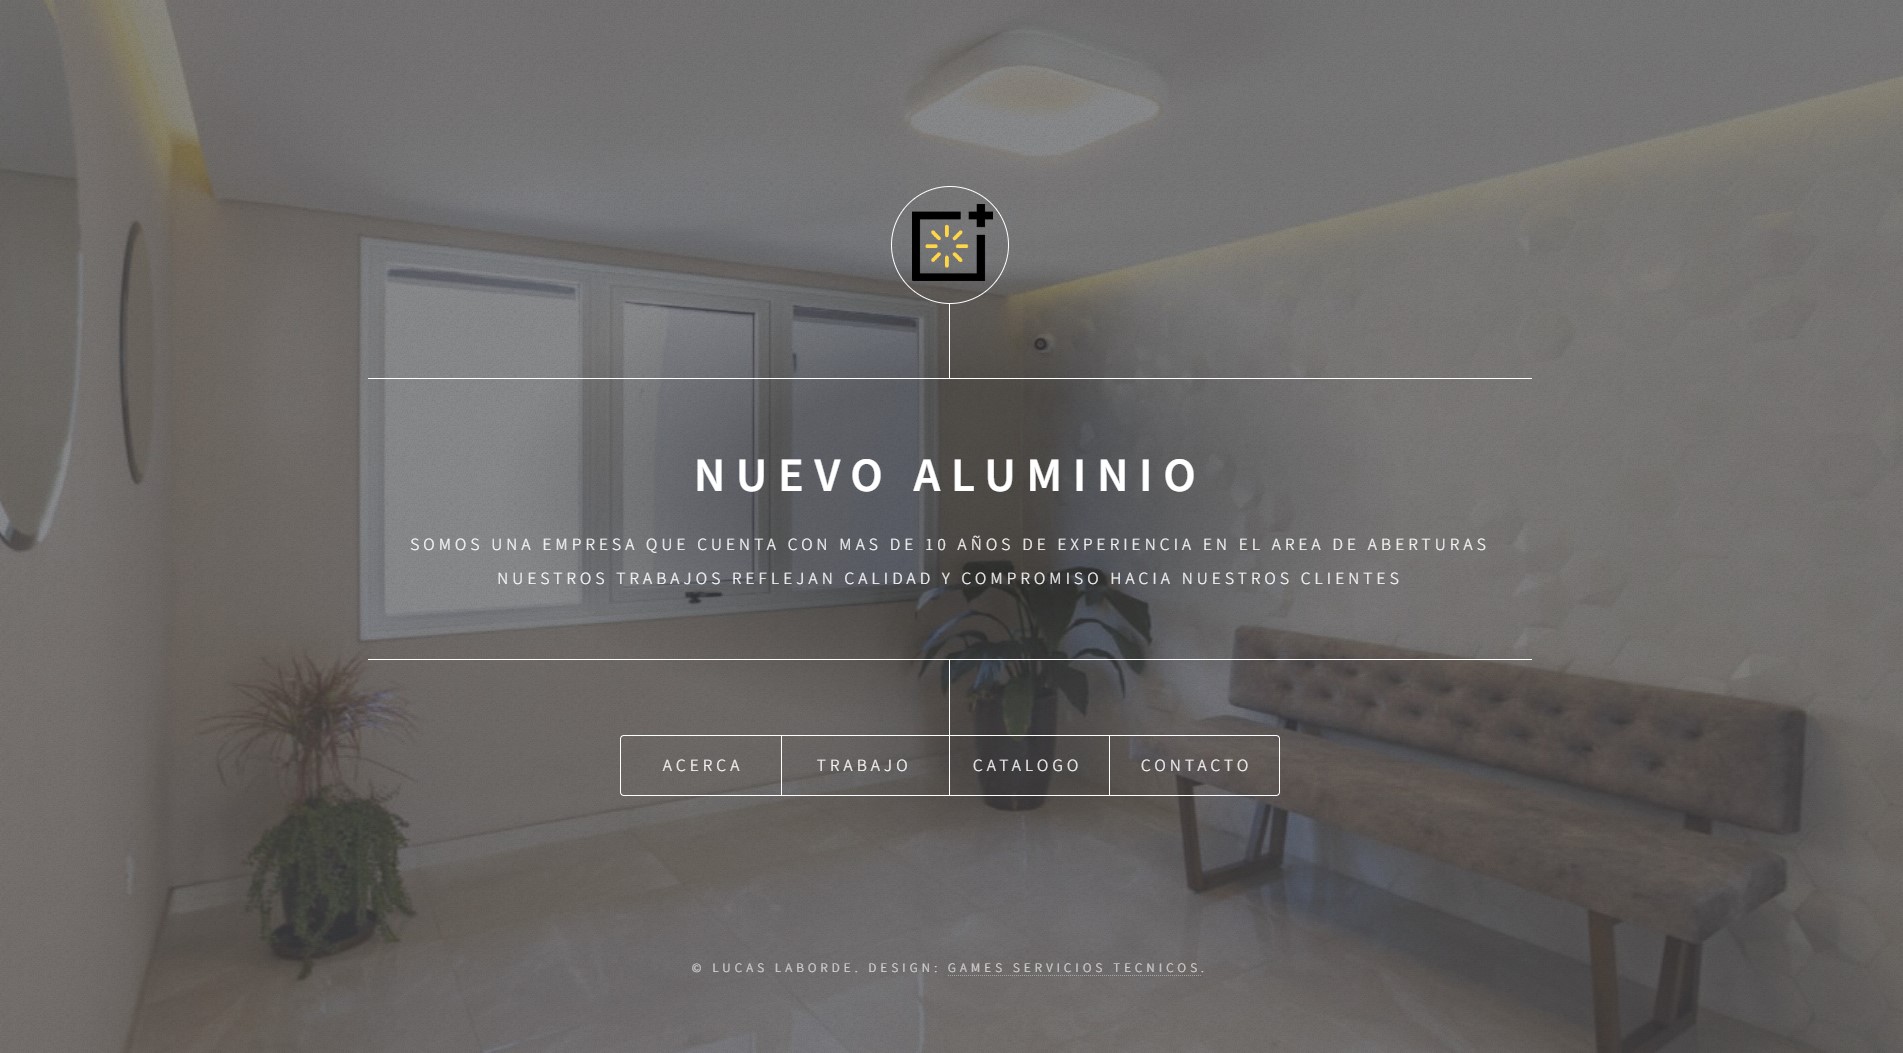 NUEVO ALUMINIO
SOMOS UNA EMPRESA QUE CUENTA CON MAS DE 10 AÑOS DE EXPERIENCIA EN EL AREA DE ABERTURAS
NUESTROS TRABAJOS REFLEJAN CALIDAD Y COMPROMISO HACIA NUESTROS CLIENTES
ACERCA TRABAJO CATALOGO CONTACTO
© LUCAS LABORDE. DESIGN: GAMES SERVICIOS TECNICOS.